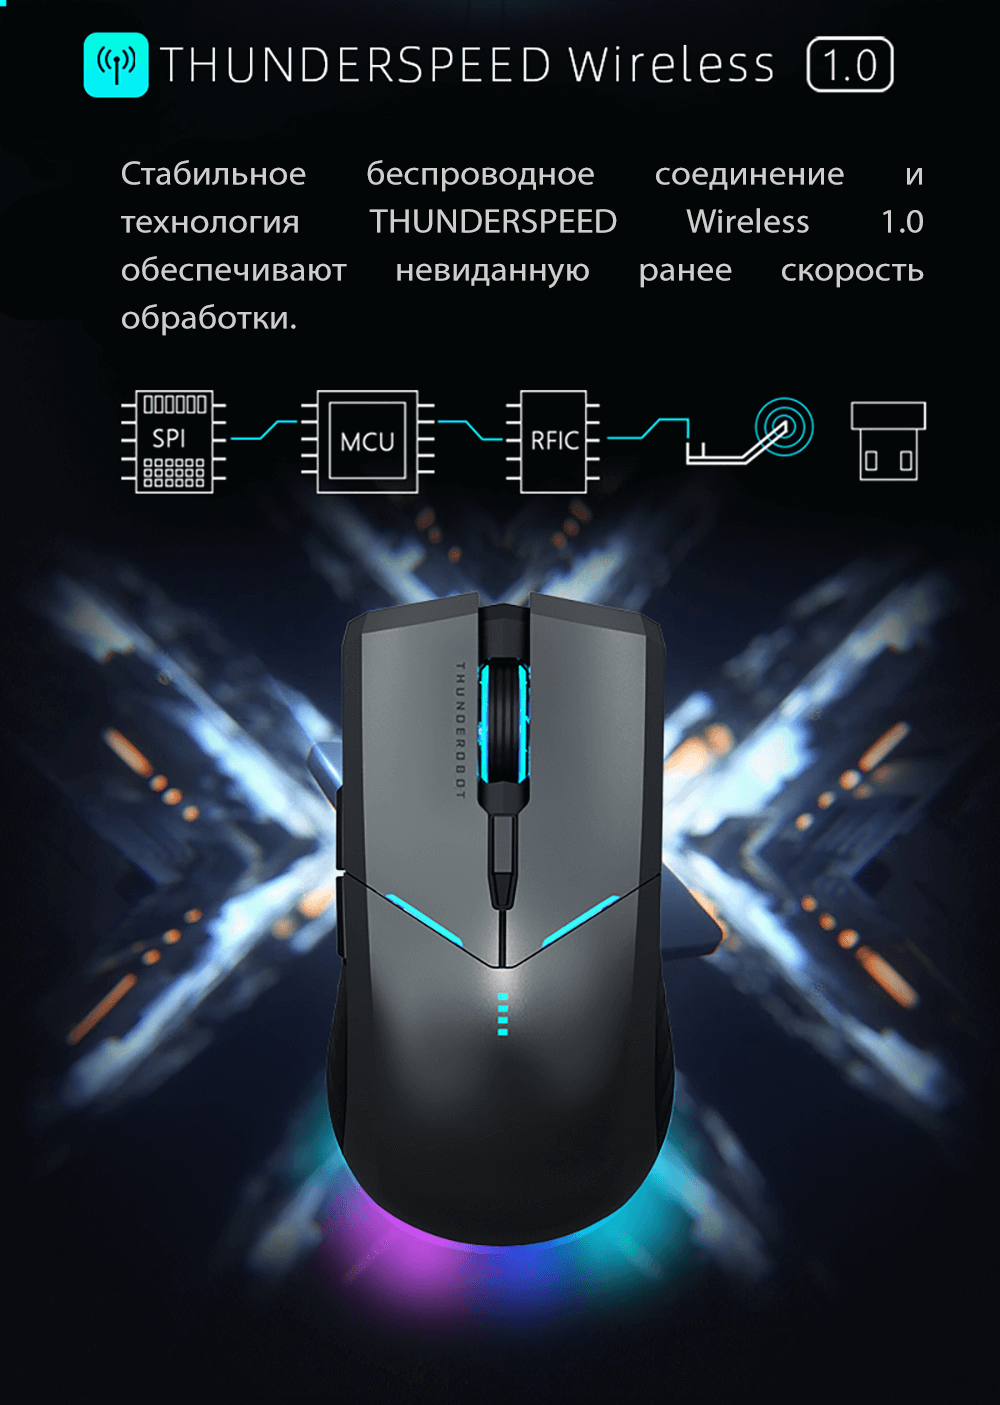 THUNDERSPEED Wireless 1.0
Стабильное беспроводное соединение и
технология THUNDERSPEED Wireless 1.0
обеспечивают невиданную ранее скорость
обработки.
SPI MCU RFIC
THUNDEROBOT